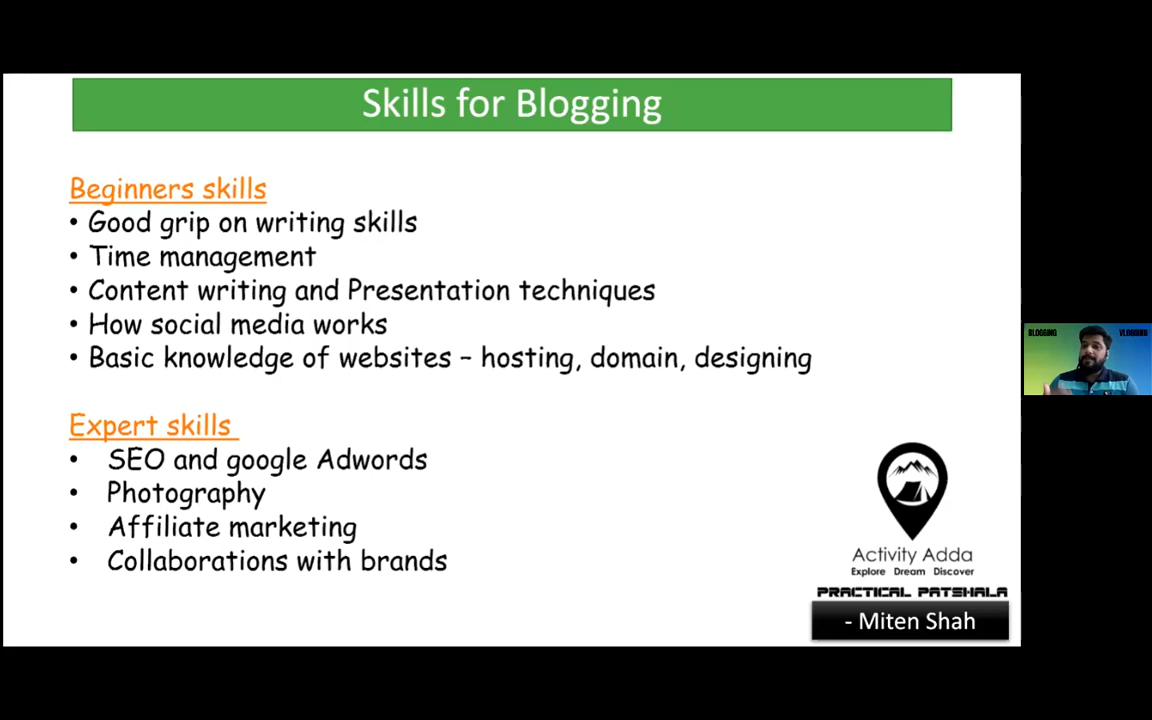 Skills for Blogging
Beginners skills
• Good grip on writing skills
• Time management
• Content writing and Presentation techniques
• How social media works
• Basic knowledge of websites – hosting, domain, designing
Expert skills
• SEO and google Adwords
• Photography
• Affiliate marketing
• Collaborations with brands
Activity Adda
Explore Dream Discover
PRACTICAL PATSHALA
- Miten Shah
BLOGGING
VLOGGING